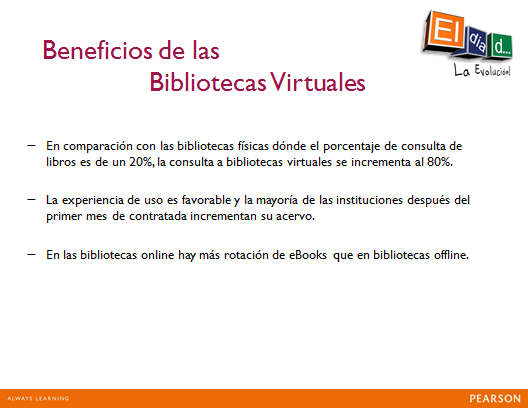 Beneficios de las
Bibliotecas Virtuales
El día d...
La Evolución!
– En comparación con las bibliotecas físicas dónde el porcentaje de consulta de
libros es de un 20%, la consulta a bibliotecas virtuales se incrementa al 80%.
– La experiencia de uso es favorable y la mayoría de las instituciones después del
primer mes de contratada incrementan su acervo.
– En las bibliotecas online hay más rotación de eBooks que en bibliotecas offline.
ALWAYS LEARNING
PEARSON